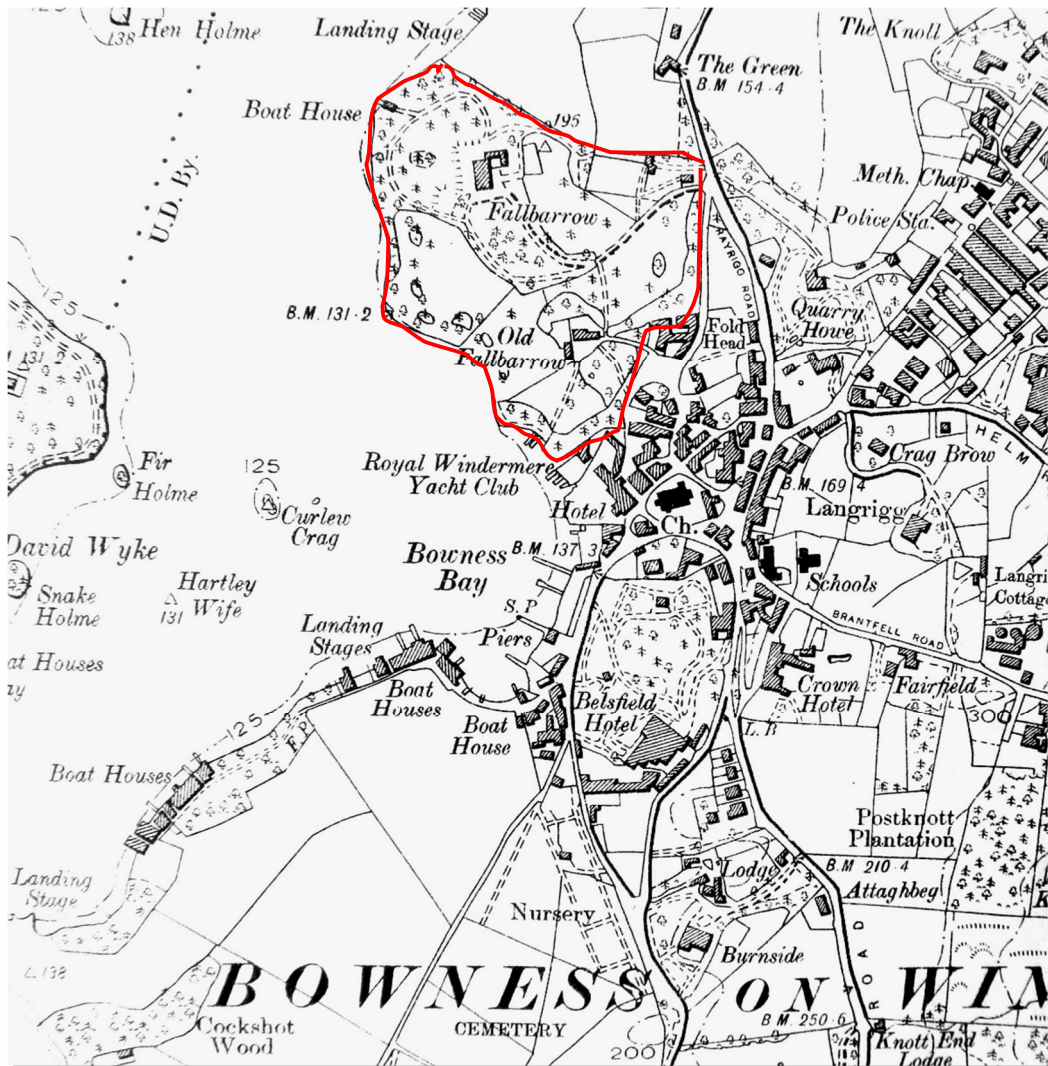 Hen Holme
138
Landing Stage
The Knoll
The Green
B.M 154·4
Boat House
195
U.D. By.
Meth. Chap.
Police Sta.
Fallbarrow
RAYRIGG ROAD
125
B.M. 131·2
Quarry
Howe
Old
Fallbarrow
Fold
Head
131·2
HELM
Royal Windermere
Yacht Club
Crag Brow
B.M. 169·4
Fir
Holme
125
Curlew
Crag
Hotel
Ch.
Langrigg
David Wyke
Bowness
Bay
B.M. 137·3
Schools
Langri
Cottage
Snake
Holme
Hartley
Wife
131
S.P
Piers
Landing
Stages
BRANTFELL ROAD
at Houses
ay
Boat
Houses
Boat
House
Belsfield
Hotel
Crown
Hotel
Fairfield
300
L.B
125
F.P.
Boat Houses
Postknott
Plantation
Landing
Stage
Lodge
B.M 210·4
Attaghbeg
K
Nursery
Burnside
ROAD
L.138
BOWNESS ON WIN
Cockshot
Wood
CEMETERY
B.M. 250·6
200
Knott End
Lodge